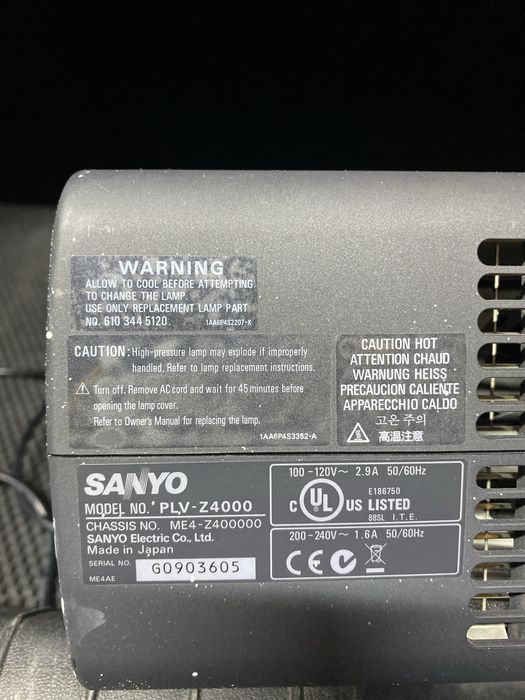 WARNING
ALLOW TO COOL BEFORE ATTEMPTING
TO CHANGE THE LAMP.
USE ONLY REPLACEMENT LAMP PART
NO. 610 344 5120. 1AA6P4S2207-X
CAUTION: High-pressure lamp may explode if improperly
handled. Refer to lamp replacement instructions.
Turn off. Remove AC cord and wait for 45 minutes before
opening the lamp cover.
Refer to Owner's Manual for replacing the lamp.
1AA6P4S3352-A
CAUTION HOT
ATTENTION CHAUD
WARNUNG HEISS
PRECAUCION CALIENTE
APPARECCHIO CALDO
고온 주의
高温注意
SANYO
MODEL NO. PLV-Z4000
CHASSIS NO. ME4-Z400000
SANYO Electric Co., Ltd.
Made in Japan
SERIAL NO. G0903605
ME4AE
100 -120V~ 2.9A 50/60Hz
E186750
C UL US LISTED
88SL I.T.E.
200 -240V~ 1.6A 50/60Hz
CE